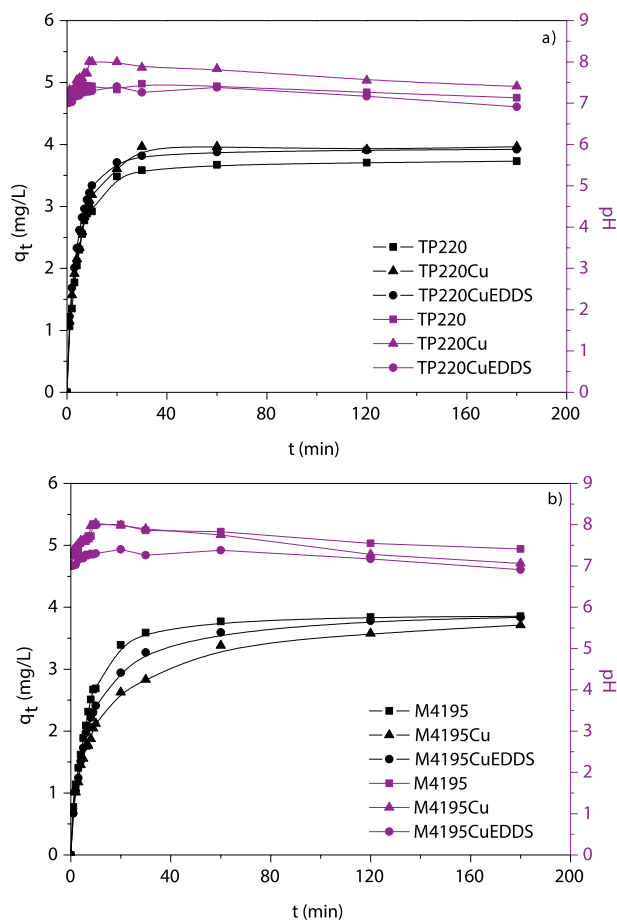 a)
6
5
4
3
2
1
0
q_t (mg/L)
9
8
7
6
5
4
3
2
1
0
pH
TP220
TP220Cu
TP220CuEDDS
TP220
TP220Cu
TP220CuEDDS
0 40 80 120 160 200
t (min)
b)
6
5
4
3
2
1
0
q_t (mg/L)
9
8
7
6
5
4
3
2
1
0
pH
M4195
M4195Cu
M4195CuEDDS
M4195
M4195Cu
M4195CuEDDS
0 40 80 120 160 200
t (min)